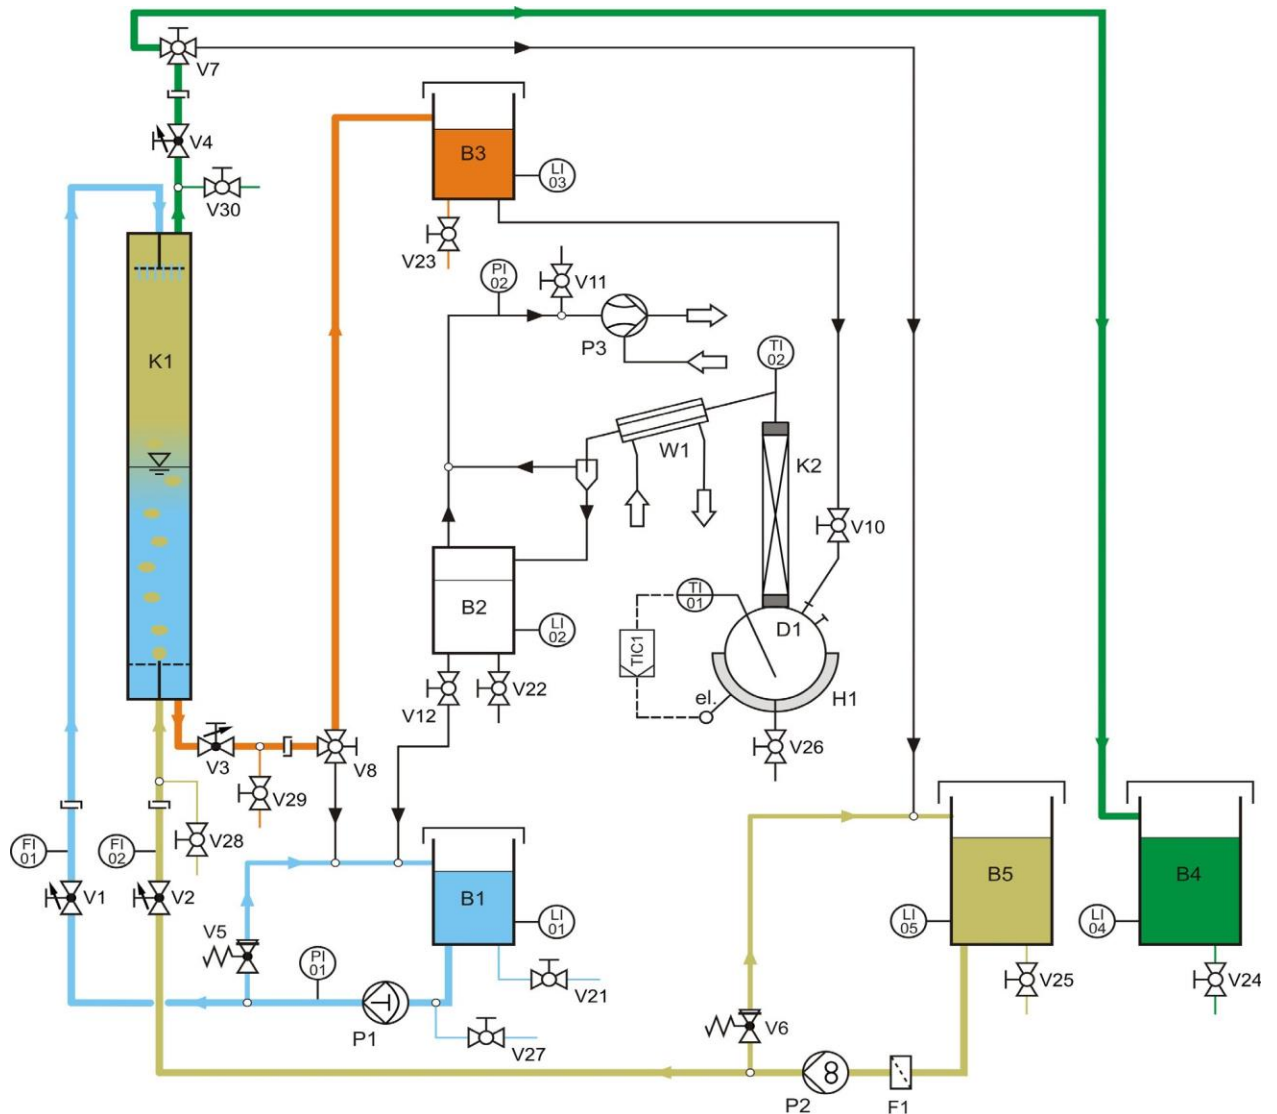 V7
V4
V30
B3
LI
03
V23
PI
02
V11
P3
TI
02
K1
W1
K2
V10
B2
LI
02
TI
01
D1
TIC1
V12
V22
el.
H1
V3
V8
V26
V29
FI
01
FI
02
V28
V1
V2
B1
LI
01
B5
B4
LI
05
LI
04
V5
PI
01
V21
V25
V24
P1
V27
V6
P2
F1